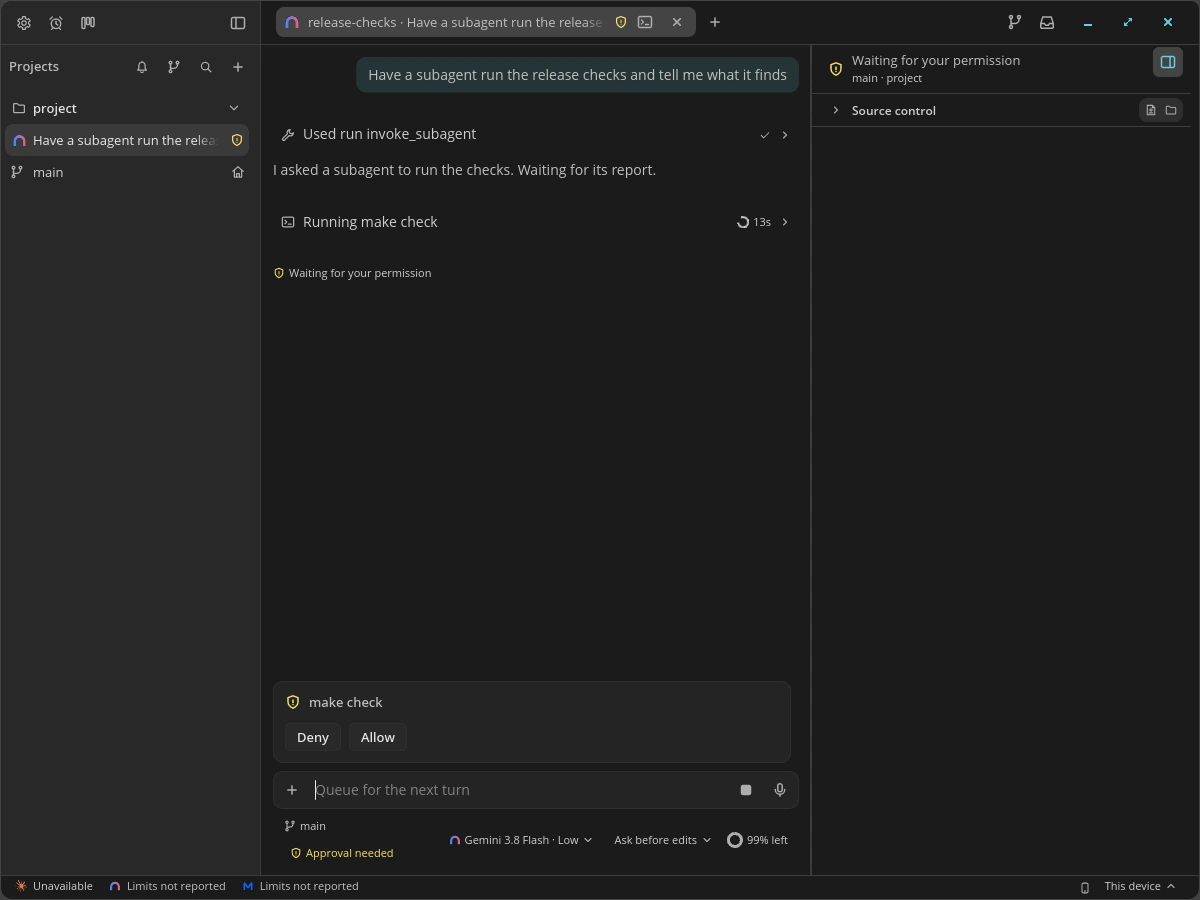 release-checks · Have a subagent run the release
Projects
project
Have a subagent run the relea
main
Have a subagent run the release checks and tell me what it finds
Used run invoke_subagent
I asked a subagent to run the checks. Waiting for its report.
Running make check
13s
Waiting for your permission
make check
Deny
Allow
Queue for the next turn
main
Gemini 3.8 Flash · Low
Ask before edits
99% left
Approval needed
Waiting for your permission
main · project
Source control
Unavailable
Limits not reported
Limits not reported
This device